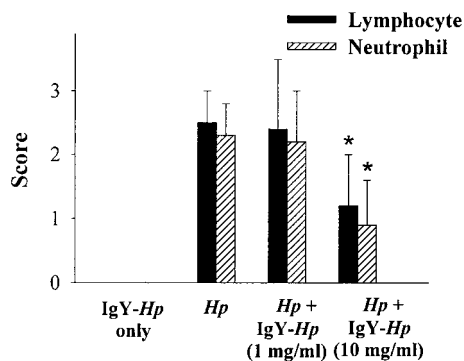 Lymphocyte
Neutrophil
Score
3
2
1
0
* *
IgY-Hp only
Hp
Hp + IgY-Hp (1 mg/ml)
Hp + IgY-Hp (10 mg/ml)